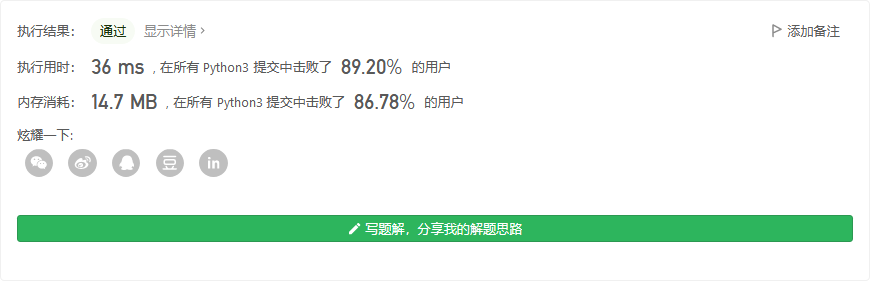 执行结果： 通过 显示详情 › 添加备注
执行用时： 36 ms , 在所有 Python3 提交中击败了 89.20% 的用户
内存消耗： 14.7 MB , 在所有 Python3 提交中击败了 86.78% 的用户
炫耀一下:
豆 in
写题解，分享我的解题思路